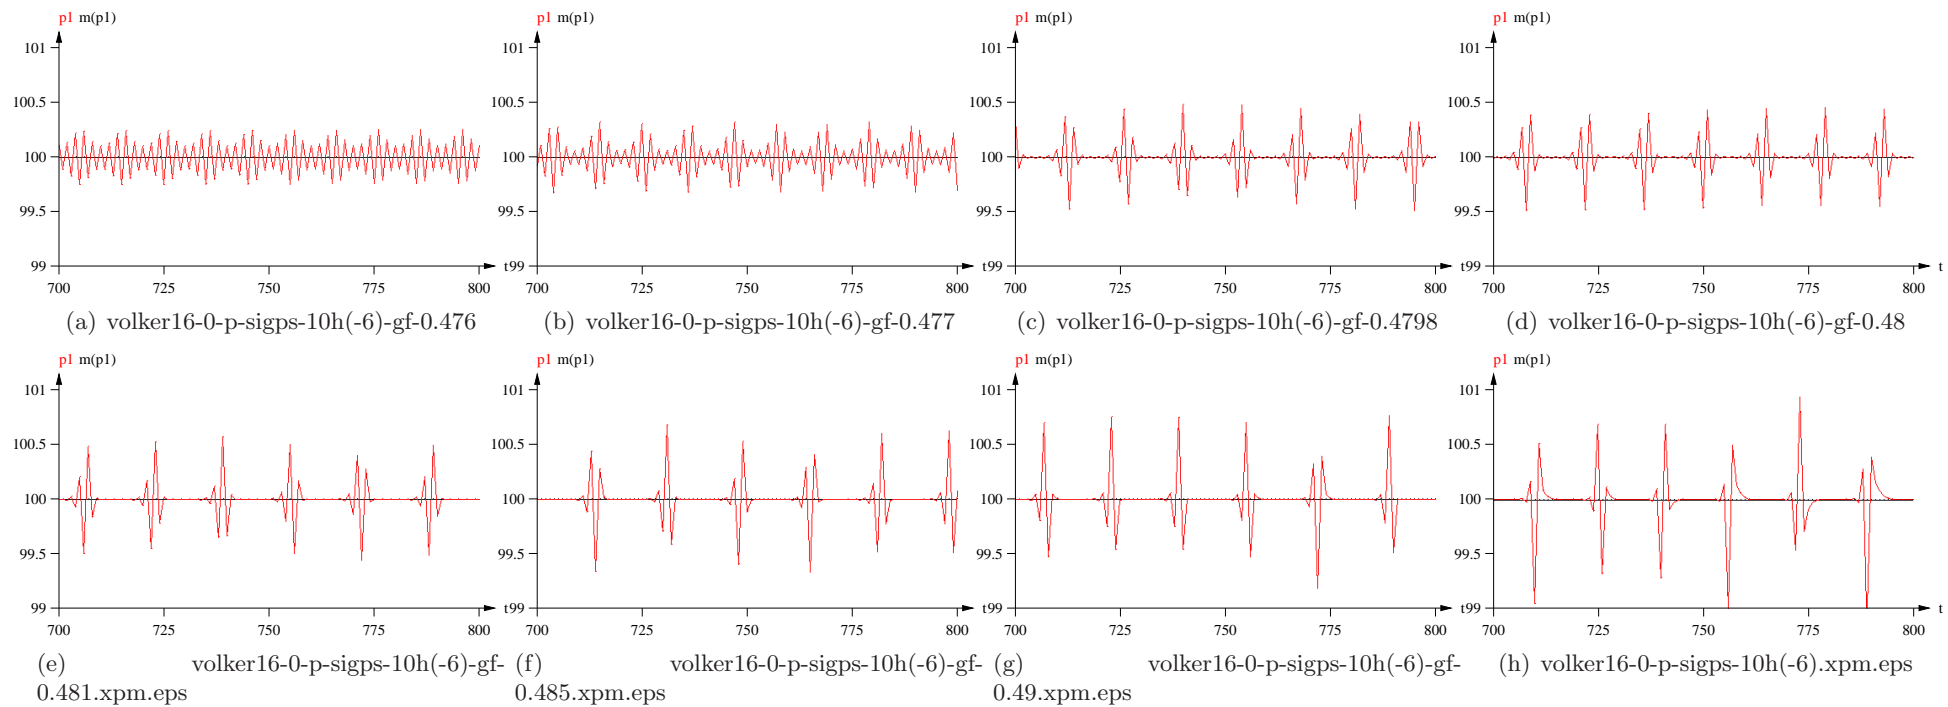 p1 m(p1)
101
100.5
100
99.5
99
700
725
750
775
800
t
(a) volker16-0-p-sigps-10h(-6)-gf-0.476
p1 m(p1)
101
100.5
100
99.5
99
700
725
750
775
800
t
(b) volker16-0-p-sigps-10h(-6)-gf-0.477
p1 m(p1)
101
100.5
100
99.5
99
700
725
750
775
800
t
(c) volker16-0-p-sigps-10h(-6)-gf-0.4798
p1 m(p1)
101
100.5
100
99.5
99
700
725
750
775
800
t
(d) volker16-0-p-sigps-10h(-6)-gf-0.48
p1 m(p1)
101
100.5
100
99.5
99
700
725
750
775
800
t
(e) volker16-0-p-sigps-10h(-6)-gf-
0.481.xpm.eps
p1 m(p1)
101
100.5
100
99.5
99
700
725
750
775
800
t
(f) volker16-0-p-sigps-10h(-6)-gf-
0.485.xpm.eps
p1 m(p1)
101
100.5
100
99.5
99
700
725
750
775
800
t
(g) volker16-0-p-sigps-10h(-6)-gf-
0.49.xpm.eps
p1 m(p1)
101
100.5
100
99.5
99
700
725
750
775
800
t
(h) volker16-0-p-sigps-10h(-6).xpm.eps